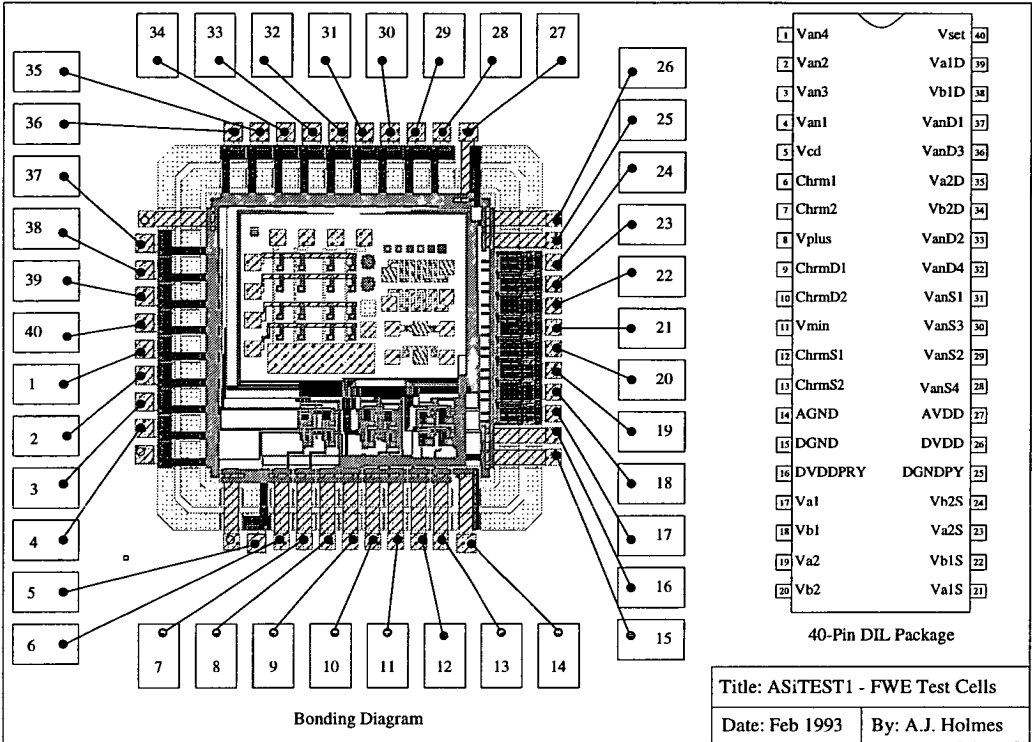 34 33 32 31 30 29 28 27
35 26
36 25
37 24
38 23
39 22
40 21
1 20
2 19
3 18
4 17
5 16
6 7 8 9 10 11 12 13 14 15
Bonding Diagram
1 Van4 Vset 40
2 Van2 Va1D 39
3 Van3 Vb1D 38
4 Van1 VanD1 37
5 Vcd VanD3 36
6 Chrm1 Va2D 35
7 Chrm2 Vb2D 34
8 Vplus VanD2 33
9 ChrmD1 VanD4 32
10 ChrmD2 VanS1 31
11 Vmin VanS3 30
12 ChrmS1 VanS2 29
13 ChrmS2 VanS4 28
14 AGND AVDD 27
15 DGND DVDD 26
16 DVDDPRY DGNDPY 25
17 Va1 Vb2S 24
18 Vb1 Va2S 23
19 Va2 Vb1S 22
20 Vb2 Va1S 21
40-Pin DIL Package
Title: ASiTEST1 - FWE Test Cells
Date: Feb 1993 By: A.J. Holmes